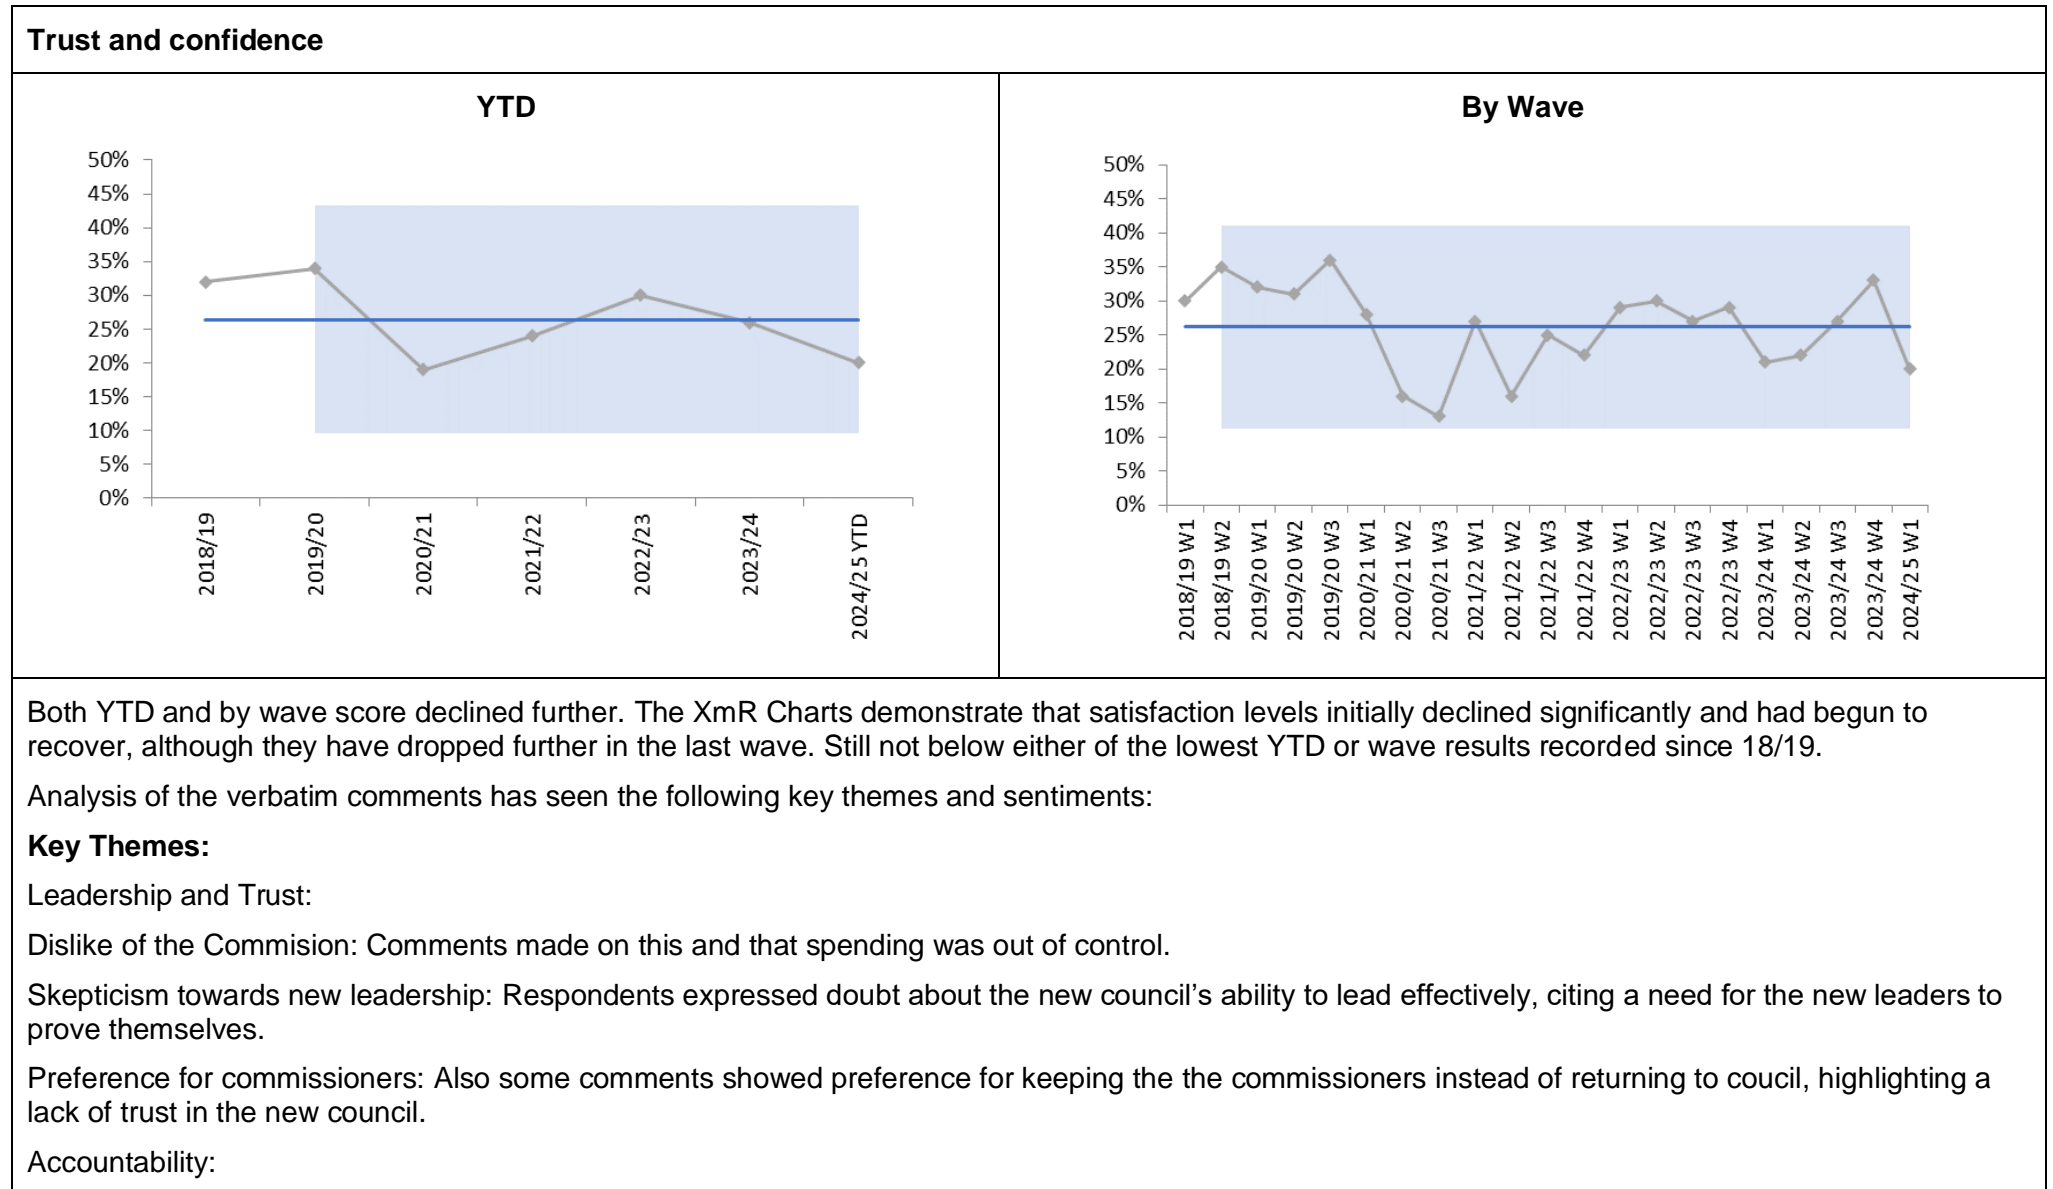 Trust and confidence
YTD
50%
45%
40%
35%
30%
25%
20%
15%
10%
5%
0%
2018/19
2019/20
2020/21
2021/22
2022/23
2023/24
2024/25 YTD
By Wave
50%
45%
40%
35%
30%
25%
20%
15%
10%
5%
0%
2018/19 W1
2018/19 W2
2019/20 W1
2019/20 W2
2019/20 W3
2020/21 W1
2020/21 W2
2020/21 W3
2021/22 W1
2021/22 W2
2021/22 W3
2021/22 W4
2022/23 W1
2022/23 W2
2022/23 W3
2022/23 W4
2023/24 W1
2023/24 W2
2023/24 W3
2023/24 W4
2024/25 W1
Both YTD and by wave score declined further. The XmR Charts demonstrate that satisfaction levels initially declined significantly and had begun to
recover, although they have dropped further in the last wave. Still not below either of the lowest YTD or wave results recorded since 18/19.
Analysis of the verbatim comments has seen the following key themes and sentiments:
Key Themes:
Leadership and Trust:
Dislike of the Commision: Comments made on this and that spending was out of control.
Skepticism towards new leadership: Respondents expressed doubt about the new council’s ability to lead effectively, citing a need for the new leaders to
prove themselves.
Preference for commissioners: Also some comments showed preference for keeping the the commissioners instead of returning to coucil, highlighting a
lack of trust in the new council.
Accountability: